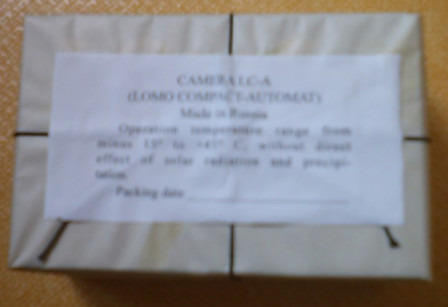 CAMERA LC-A
(LOMO COMPACT-AUTOMAT)
Made in Russia
Operation temperature range from
minus 15° to +45° C, without direct
effect of solar radiation and precipi-
tation.
Packing date